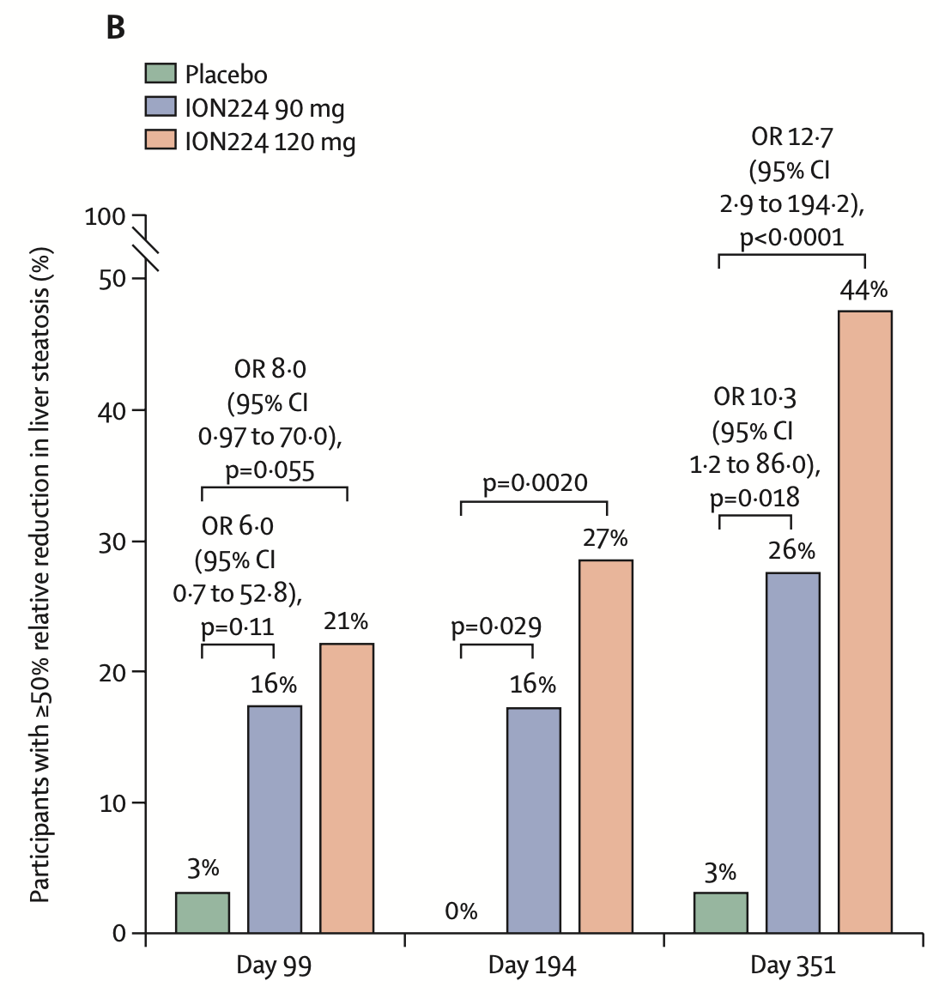 B
Placebo
ION224 90 mg
ION224 120 mg
Participants with ≥50% relative reduction in liver steatosis (%)
100
50
40
30
20
10
0
OR 8·0
(95% CI
0·97 to 70·0),
p=0·055
OR 6·0
(95% CI
0·7 to 52·8),
p=0·11
3%
16%
21%
Day 99
p=0·0020
p=0·029
0%
16%
27%
Day 194
OR 12·7
(95% CI
2·9 to 194·2),
p<0·0001
OR 10·3
(95% CI
1·2 to 86·0),
p=0·018
3%
26%
44%
Day 351